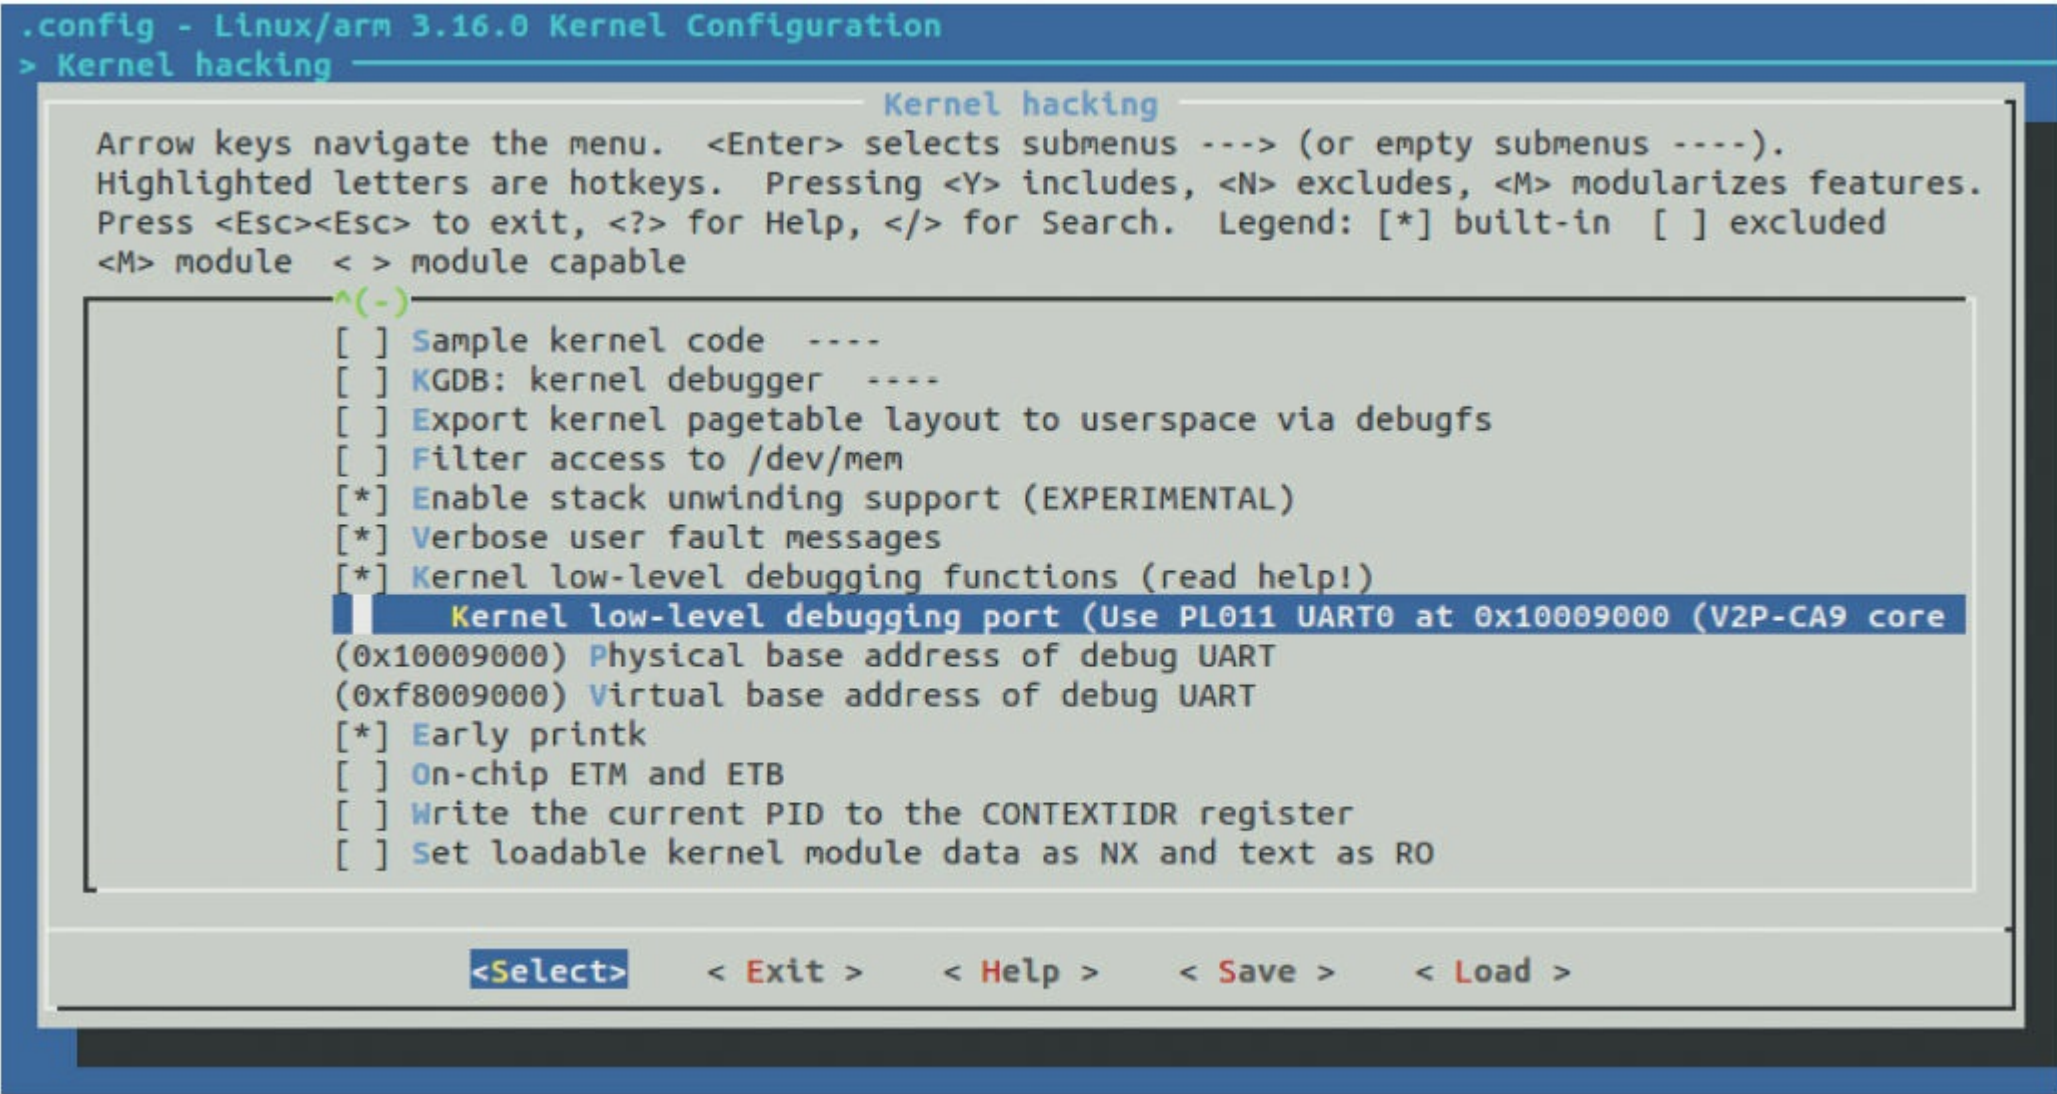 .config - Linux/arm 3.16.0 Kernel Configuration
> Kernel hacking
Kernel hacking
Arrow keys navigate the menu.  <Enter> selects submenus ---> (or empty submenus ----).
Highlighted letters are hotkeys.  Pressing <Y> includes, <N> excludes, <M> modularizes features.
Press <Esc><Esc> to exit, <?> for Help, </> for Search.  Legend: [*] built-in  [ ] excluded
<M> module  < > module capable
^(-)
[ ] Sample kernel code  ----
[ ] KGDB: kernel debugger  ----
[ ] Export kernel pagetable layout to userspace via debugfs
[ ] Filter access to /dev/mem
[*] Enable stack unwinding support (EXPERIMENTAL)
[*] Verbose user fault messages
[*] Kernel low-level debugging functions (read help!)
Kernel low-level debugging port (Use PL011 UART0 at 0x10009000 (V2P-CA9 core
(0x10009000) Physical base address of debug UART
(0xf8009000) Virtual base address of debug UART
[*] Early printk
[ ] On-chip ETM and ETB
[ ] Write the current PID to the CONTEXTIDR register
[ ] Set loadable kernel module data as NX and text as RO
<Select>    < Exit >    < Help >    < Save >    < Load >